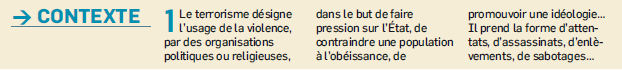 → CONTEXTE
1 Le terrorisme désigne
l'usage de la violence,
par des organisations
politiques ou religieuses,
dans le but de faire
pression sur l'État, de
contraindre une population
à l'obéissance, de
promouvoir une idéologie...
Il prend la forme d'atten-
tats, d'assassinats, d'enlè-
vements, de sabotages...